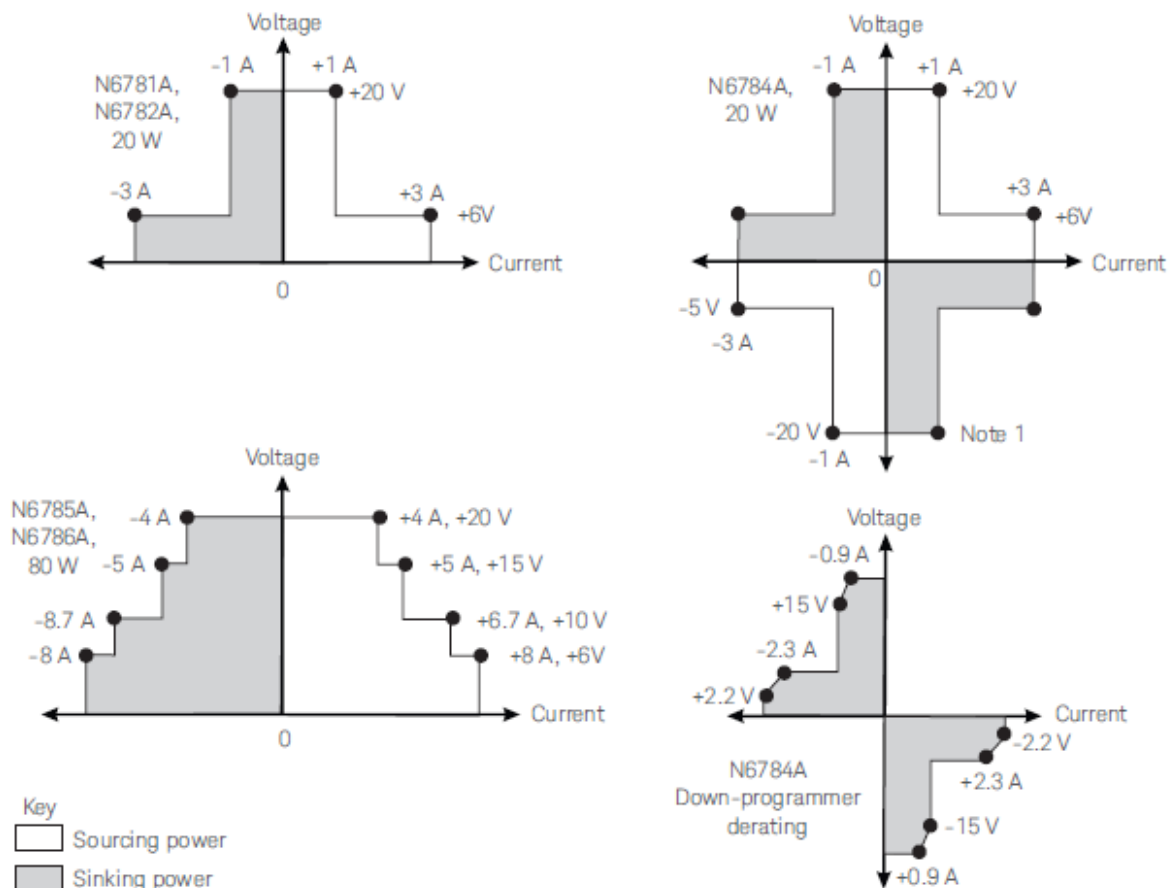 Voltage
-1 A
+1 A
N6781A,
N6782A,
20 W
+20 V
-3 A
+3 A
+6V
Current
0
Voltage
-1 A
+1 A
N6784A,
20 W
+20 V
+3 A
+6V
Current
0
-5 V
-3 A
-20 V
-1 A
Note 1
Voltage
N6785A,
N6786A,
80 W
-4 A
+4 A, +20 V
-5 A
+5 A, +15 V
-8.7 A
+6.7 A, +10 V
-8 A
+8 A, +6V
Current
0
Voltage
-0.9 A
+15 V
-2.3 A
+2.2 V
Current
-2.2 V
+2.3 A
N6784A
Down-programmer
derating
-15 V
+0.9 A
Key
Sourcing power
Sinking power